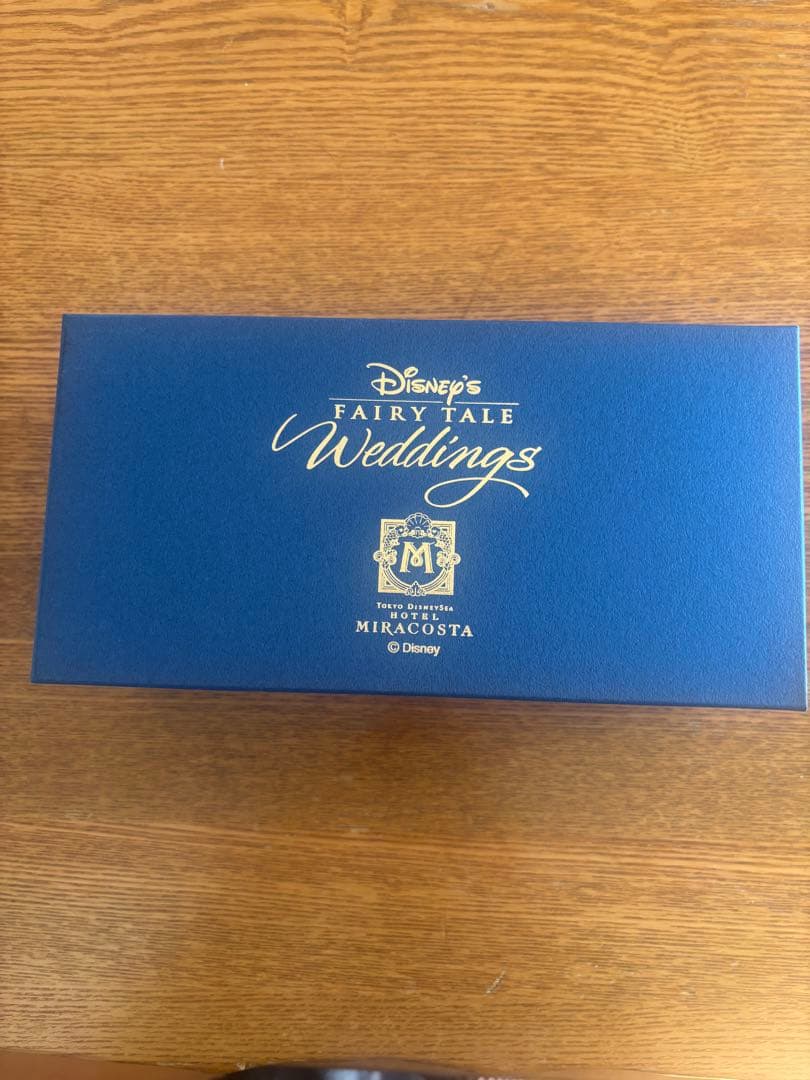 Disney's
FAIRY TALE
Weddings
M
TOKYO DISNEYSEA
HOTEL
MIRACOSTA
© Disney